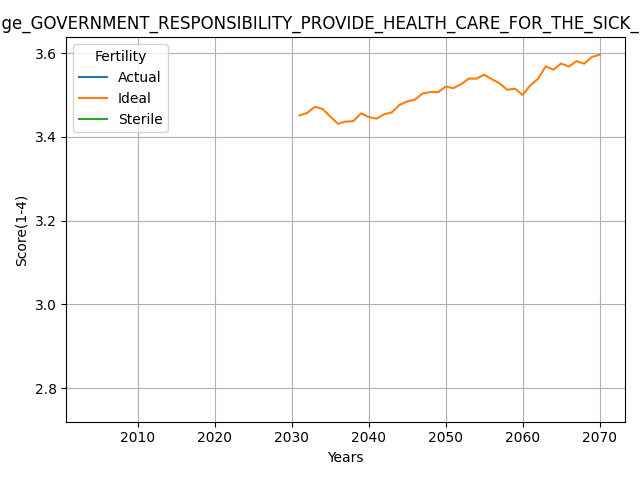 ge_GOVERNMENT_RESPONSIBILITY_PROVIDE_HEALTH_CARE_FOR_THE_SICK_
Fertility
Actual
Ideal
Sterile
Score(1-4)
3.6
3.4
3.2
3.0
2.8
2010 2020 2030 2040 2050 2060 2070
Years